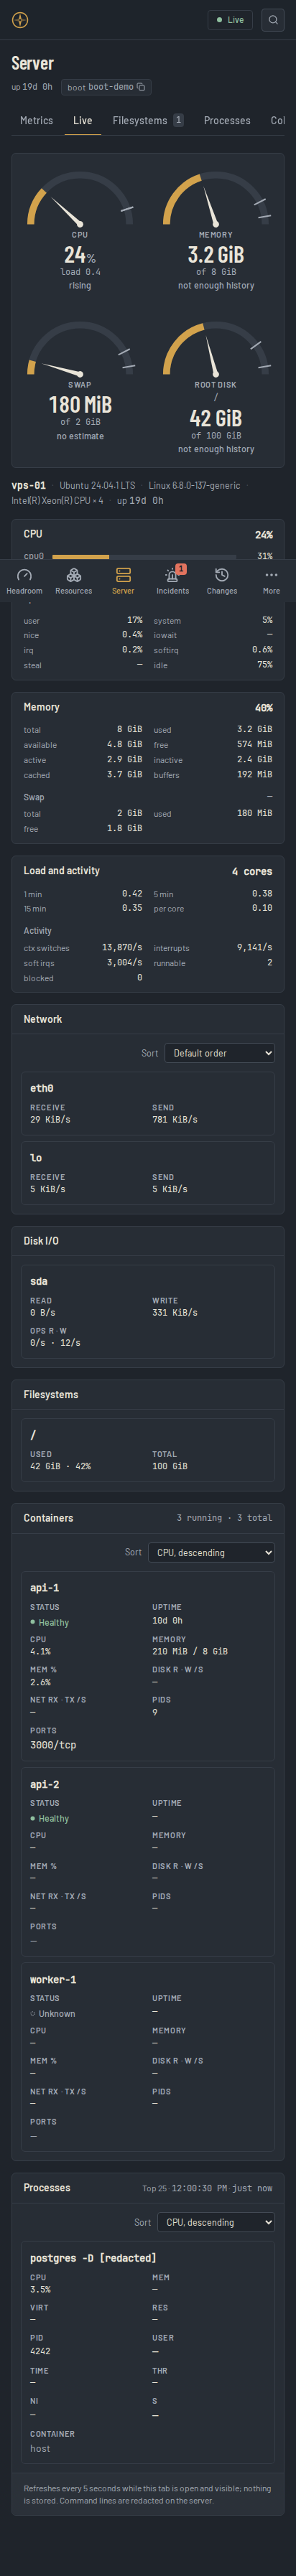 Live
Server
up 19d 0h boot boot-demo
Metrics Live Filesystems 1 Processes Col
CPU
24%
load 0.4
rising
MEMORY
3.2 GiB
of 8 GiB
not enough history
SWAP
180 MiB
of 2 GiB
no estimate
ROOT DISK
/
42 GiB
of 100 GiB
not enough history
vps-01 · Ubuntu 24.04.1 LTS · Linux 6.8.0-137-generic ·
Intel(R) Xeon(R) CPU × 4 · up 19d 0h
CPU 24%
cpu0 31%
1
Headroom Resources Server Incidents Changes More
user 17% system 5%
nice 0.4% iowait —
irq 0.2% softirq 0.6%
steal — idle 75%
Memory 40%
total 8 GiB used 3.2 GiB
available 4.8 GiB free 574 MiB
active 2.9 GiB inactive 2.4 GiB
cached 3.7 GiB buffers 192 MiB
Swap —
total 2 GiB used 180 MiB
free 1.8 GiB
Load and activity 4 cores
1 min 0.42 5 min 0.38
15 min 0.35 per core 0.10
Activity
ctx switches 13,870/s interrupts 9,141/s
soft irqs 3,004/s runnable 2
blocked 0
Network
Sort Default order
eth0
RECEIVE SEND
29 KiB/s 781 KiB/s
lo
RECEIVE SEND
5 KiB/s 5 KiB/s
Disk I/O
sda
READ WRITE
0 B/s 331 KiB/s
OPS R · W
0/s · 12/s
Filesystems
/
USED TOTAL
42 GiB · 42% 100 GiB
Containers 3 running · 3 total
Sort CPU, descending
api-1
STATUS UPTIME
Healthy 10d 0h
CPU MEMORY
4.1% 210 MiB / 8 GiB
MEM % DISK R · W /S
2.6% —
NET RX · TX /S PIDS
— 9
PORTS
3000/tcp
api-2
STATUS UPTIME
Healthy —
CPU MEMORY
— —
MEM % DISK R · W /S
— —
NET RX · TX /S PIDS
— —
PORTS
—
worker-1
STATUS UPTIME
Unknown —
CPU MEMORY
— —
MEM % DISK R · W /S
— —
NET RX · TX /S PIDS
— —
PORTS
—
Processes Top 25 · 12:00:30 PM · just now
Sort CPU, descending
postgres -D [redacted]
CPU MEM
3.5% —
VIRT RES
— —
PID USER
4242 —
TIME THR
— —
NI S
— —
CONTAINER
host
Refreshes every 5 seconds while this tab is open and visible; nothing
is stored. Command lines are redacted on the server.